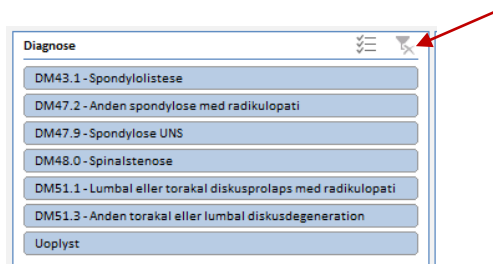 Diagnose
DM43.1 - Spondylolistese
DM47.2 - Anden spondylose med radikulopati
DM47.9 - Spondylose UNS
DM48.0 - Spinalstenose
DM51.1 - Lumbal eller torakal diskusprolaps med radikulopati
DM51.3 - Anden torakal eller lumbal diskusdegeneration
Uoplyst